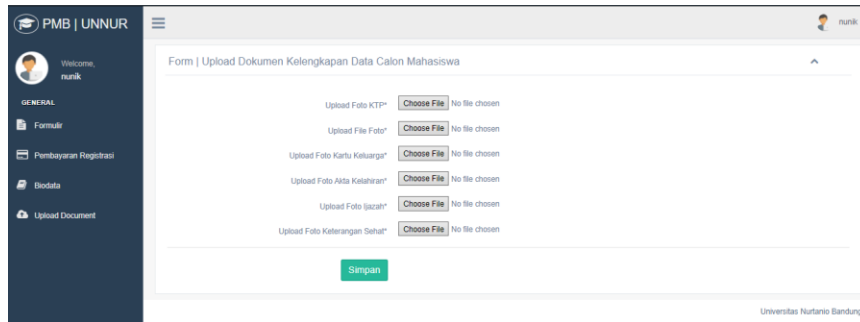 PMB | UNNUR
nunik
Welcome,
nunik
GENERAL
Formulir
Pembayaran Registrasi
Biodata
Upload Document
Form | Upload Dokumen Kelengkapan Data Calon Mahasiswa
Upload Foto KTP* Choose File No file chosen
Upload File Foto* Choose File No file chosen
Upload Foto Kartu Keluarga* Choose File No file chosen
Upload Foto Akta Kelahiran* Choose File No file chosen
Upload Foto Ijazah* Choose File No file chosen
Upload Foto Keterangan Sehat* Choose File No file chosen
Simpan
Universitas Nurtanio Bandung